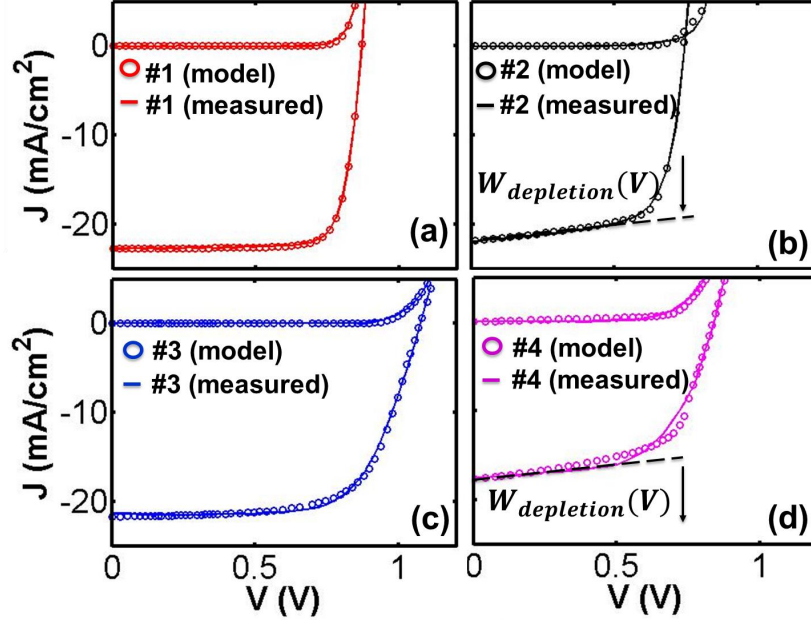 J (mA/cm²)
0
-10
-20
#1 (model)
#1 (measured)
(a)
#2 (model)
#2 (measured)
W_depletion(V)
(b)
J (mA/cm²)
0
-10
-20
#3 (model)
#3 (measured)
(c)
#4 (model)
#4 (measured)
W_depletion(V)
(d)
0
0.5
1
V (V)
0
0.5
1
V (V)